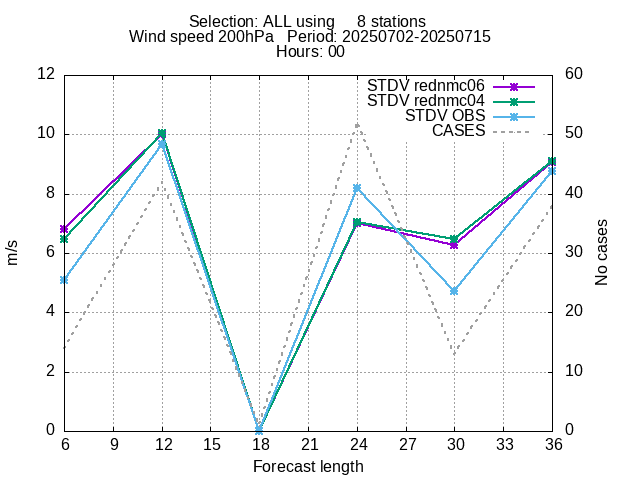 Selection: ALL using     8 stations
Wind speed 200hPa   Period: 20250702-20250715
Hours: 00
STDV rednmc06
STDV rednmc04
STDV OBS
CASES
12
10
8
6
4
2
0
60
50
40
30
20
10
0
m/s
No cases
6 9 12 15 18 21 24 27 30 33 36
Forecast length